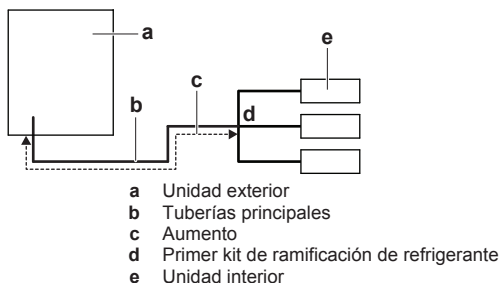 a
e
c
b
d
a Unidad exterior
b Tuberías principales
c Aumento
d Primer kit de ramificación de refrigerante
e Unidad interior